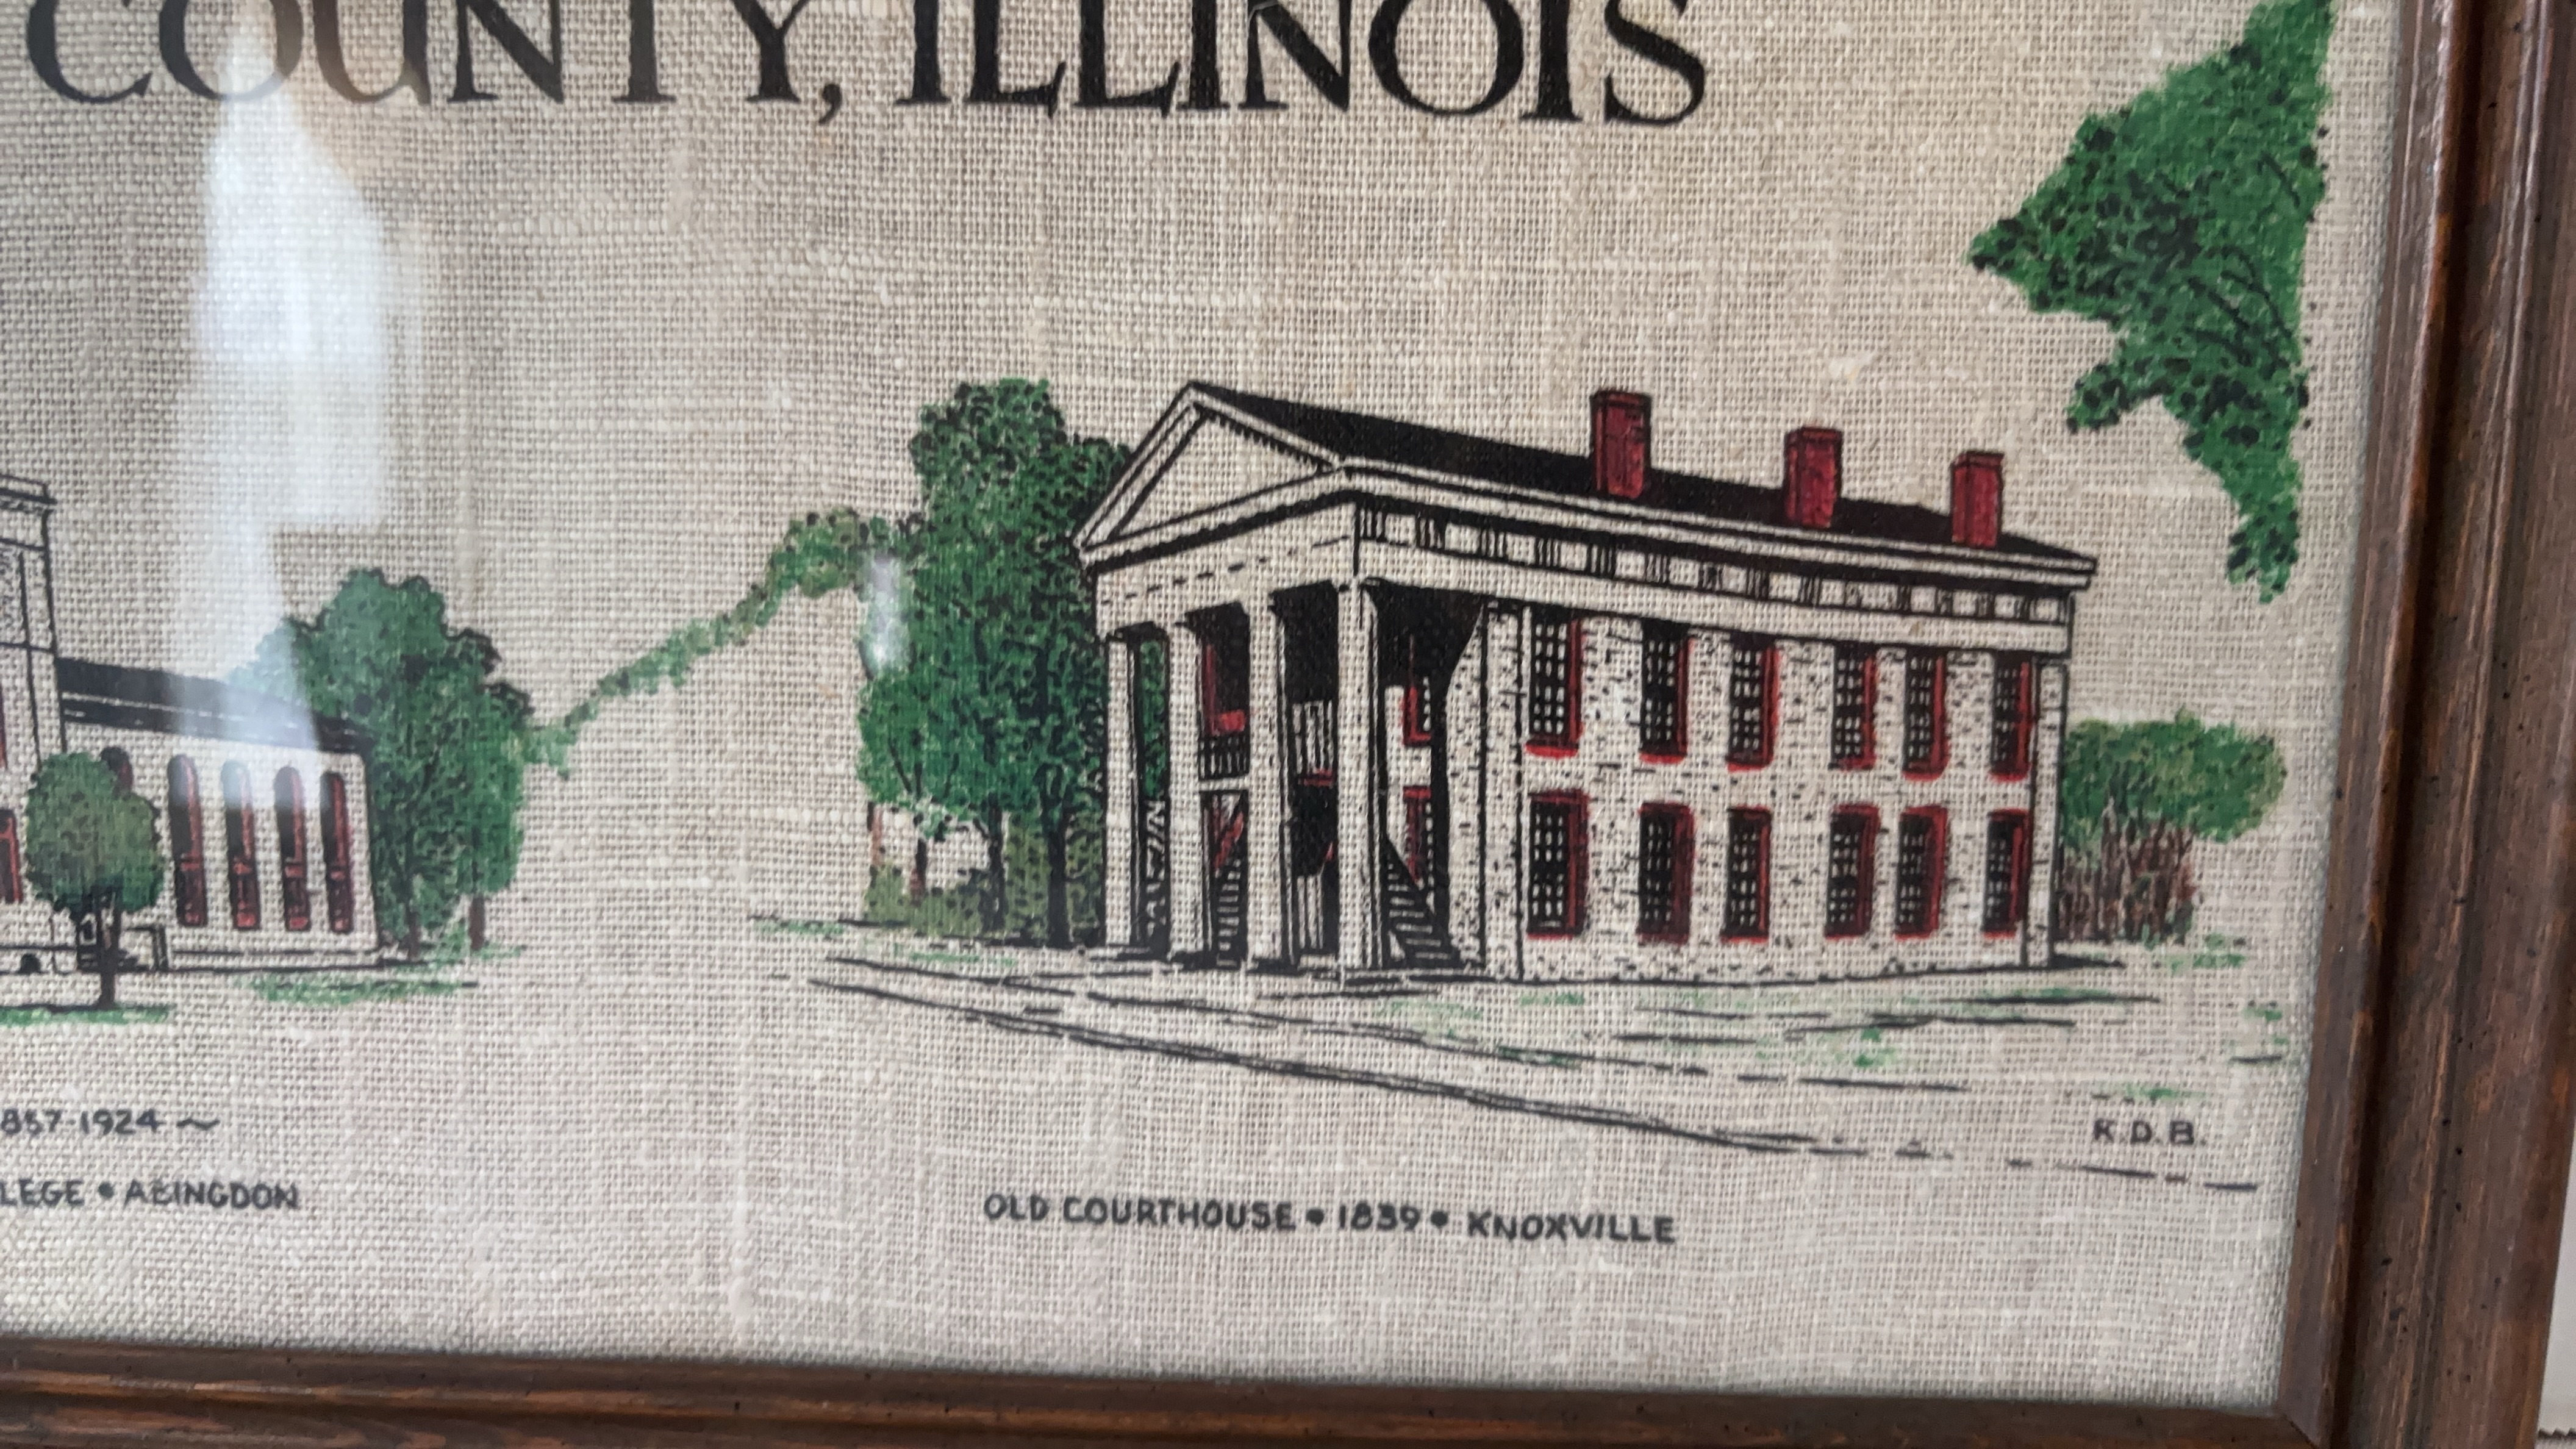 COUNTY, ILLINOIS
857-1924 ~
LEGE • ABINGDON
K.D.B.
OLD COURTHOUSE • 1839 • KNOXVILLE